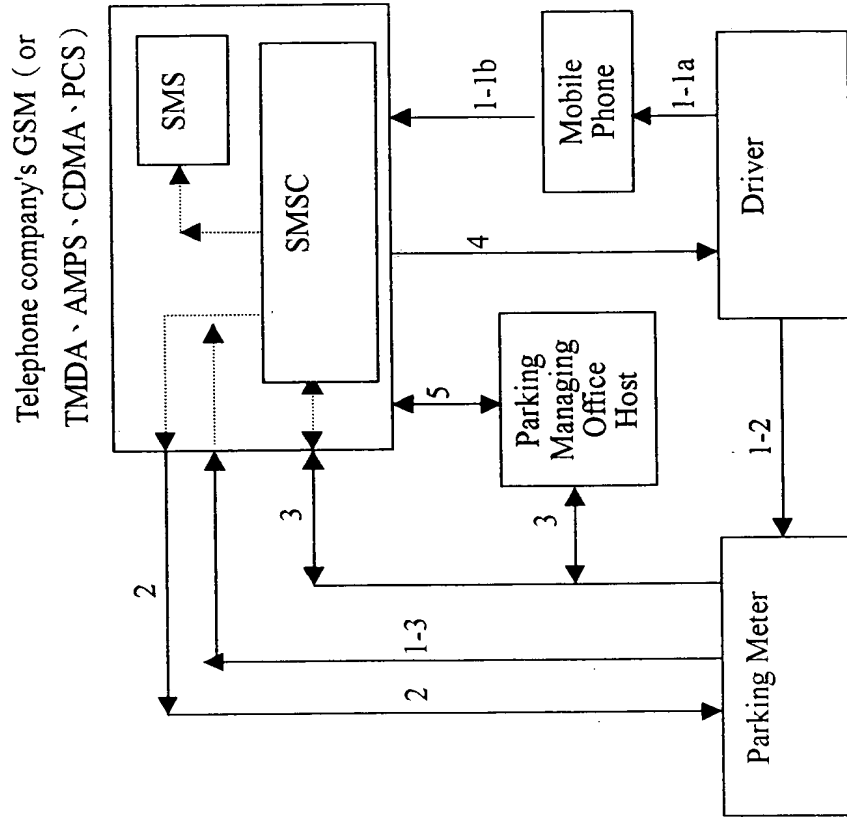 Telephone company's GSM ( or
TMDA、AMPS、CDMA、PCS )
SMS
SMSC
2
1-3
3
2
3
5
4
1-1b
Mobile
Phone
1-1a
Parking
Managing
Office
Host
Driver
1-2
Parking Meter